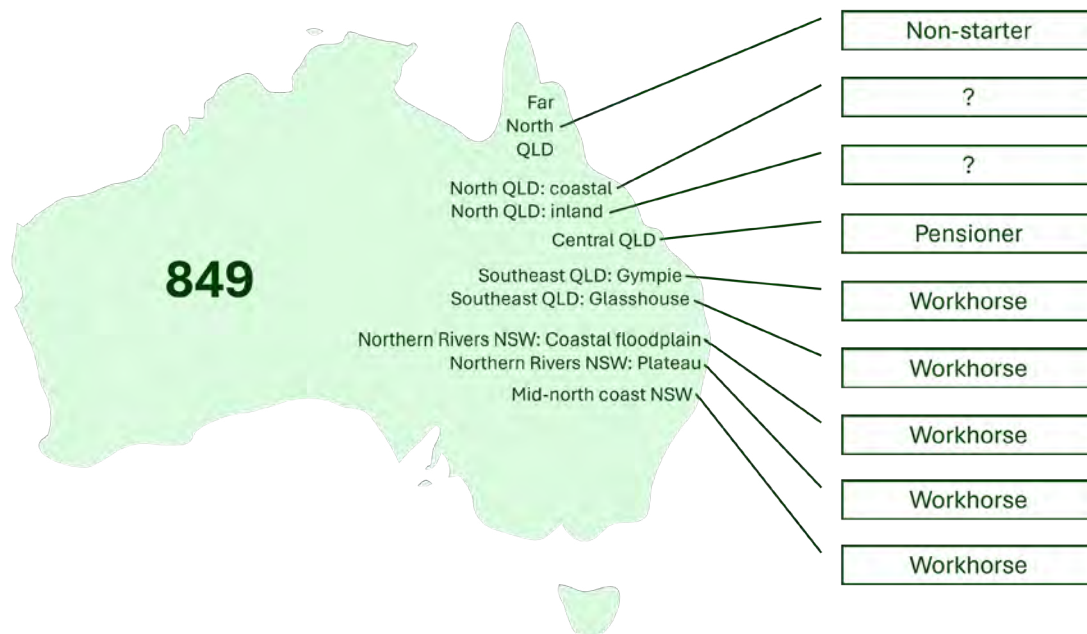 Far
North
QLD
North QLD: coastal
North QLD: inland
Central QLD
Southeast QLD: Gympie
Southeast QLD: Glasshouse
Northern Rivers NSW: Coastal floodplain
Northern Rivers NSW: Plateau
Mid-north coast NSW
849
Non-starter
?
?
Pensioner
Workhorse
Workhorse
Workhorse
Workhorse
Workhorse